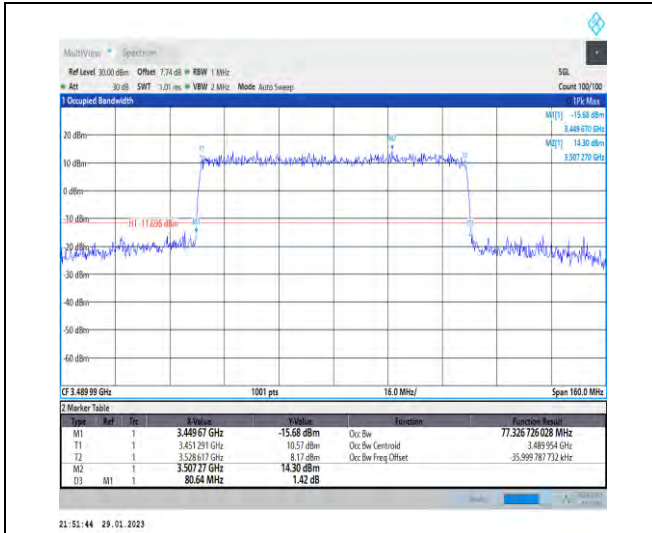 MultiView Spectrum
Ref Level 30.00 dBm Offset 7.74 dB RBW 1 MHz SGL
Att 30 dB SWT 1.01 ms VBW 2 MHz Mode Auto Sweep Count 100/100
1 Occupied Bandwidth 1Pk Max
M1[1] -15.68 dBm
3.449 670 GHz
M2[1] 14.30 dBm
3.507 270 GHz
20 dBm
10 dBm
0 dBm
-10 dBm
H1 -11.696 dBm
-20 dBm
-30 dBm
-40 dBm
-50 dBm
-60 dBm
T1
M2
T2
M1
D3
CF 3.489 99 GHz 1001 pts 16.0 MHz/ Span 160.0 MHz
2 Marker Table
Type Ref Trc X-Value Y-Value Function Function Result
M1 1 3.449 67 GHz -15.68 dBm Occ Bw 77.326 726 028 MHz
T1 1 3.451 291 GHz 10.57 dBm Occ Bw Centroid 3.489 954 GHz
T2 1 3.528 617 GHz 8.17 dBm Occ Bw Freq Offset -35.999 787 732 kHz
M2 1 3.507 27 GHz 14.30 dBm
D3 M1 1 80.64 MHz 1.42 dB
21:51:44 29.01.2023